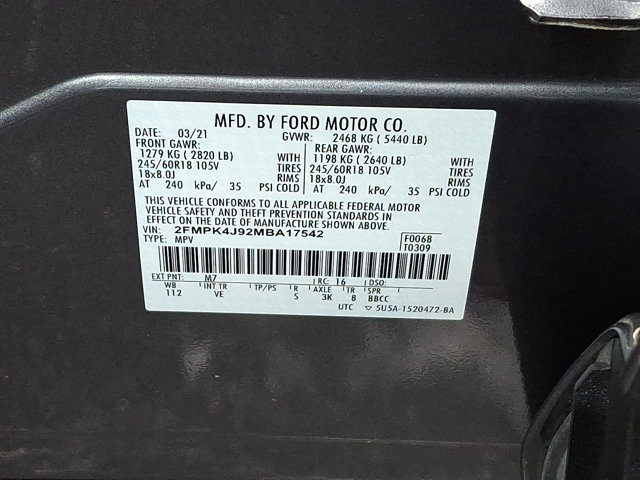 MFD. BY FORD MOTOR CO.
DATE: 03/21 GVWR: 2468 KG ( 5440 LB)
FRONT GAWR: REAR GAWR:
1279 KG ( 2820 LB) WITH 1198 KG ( 2640 LB) WITH
245/60R18 105V TIRES 245/60R18 105V TIRES
18x8.0J RIMS 18x8.0J RIMS
AT 240 kPa/ 35 PSI COLD AT 240 kPa/ 35 PSI COLD
THIS VEHICLE CONFORMS TO ALL APPLICABLE FEDERAL MOTOR
VEHICLE SAFETY AND THEFT PREVENTION STANDARDS IN
EFFECT ON THE DATE OF MANUFACTURE SHOWN ABOVE.
VIN: 2FMPK4J92MBA17542 F0068
TYPE: MPV T0309
EXT PNT: M7 RC: 16 DSO:
WB INT TR TP/PS R AXLE TR SPR
112 VE S 3K B BBCC
UTC ▽ 5U5A-1520472-BA